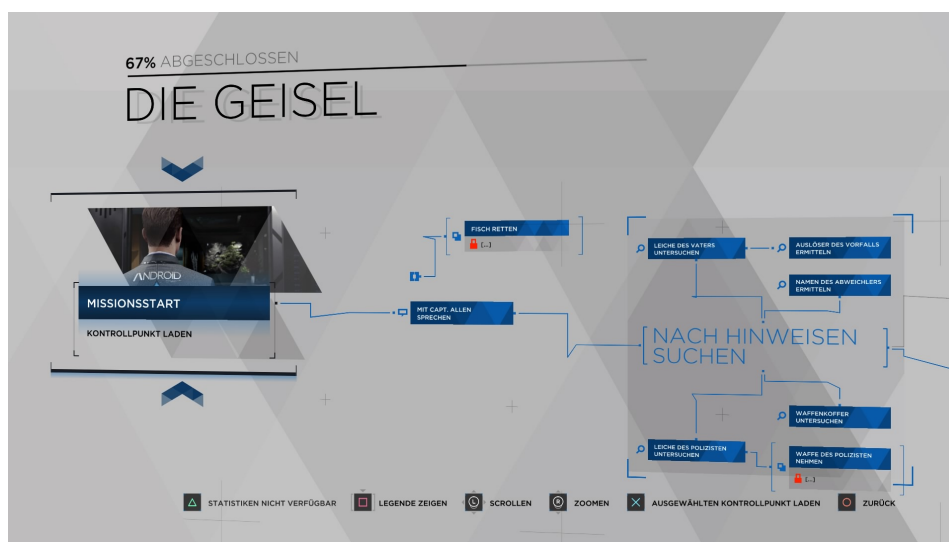 67% ABGESCHLOSSEN
DIE GEISEL
ANDROID
MISSIONSSTART
KONTROLLPUNKT LADEN
FISCH RETTEN
[...]
MIT CAPT. ALLEN
SPRECHEN
LEICHE DES VATERS
UNTERSUCHEN
AUSLÖSER DES VORFALLS
ERMITTELN
NAMEN DES ABWEICHLERS
ERMITTELN
NACH HINWEISEN
SUCHEN
WAFFENKOFFER
UNTERSUCHEN
LEICHE DES POLIZISTEN
UNTERSUCHEN
WAFFE DES POLIZISTEN
NEHMEN
[...]
STATISTIKEN NICHT VERFÜGBAR
LEGENDE ZEIGEN
L SCROLLEN
R ZOOMEN
AUSGEWÄHLTEN KONTROLLPUNKT LADEN
ZURÜCK